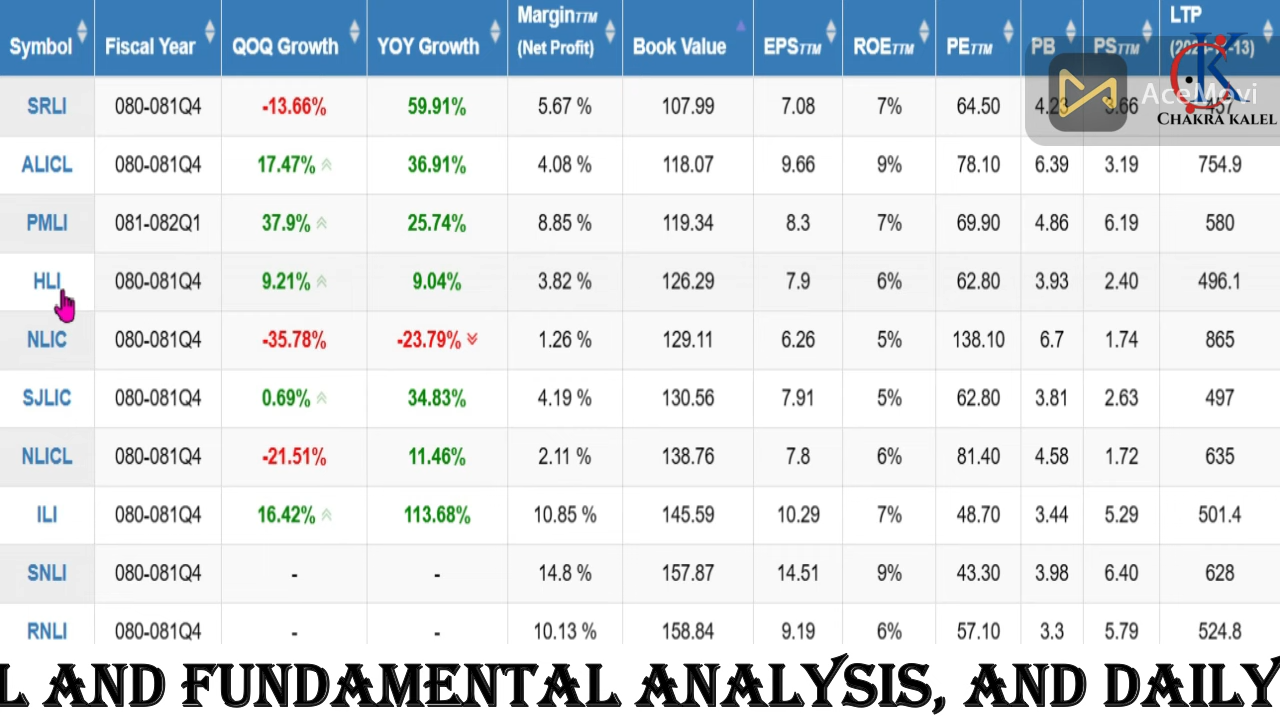 Symbol Fiscal Year QOQ Growth YOY Growth MarginTTM (Net Profit) Book Value EPSTTM ROETTM PETTM PB PSTTM LTP
SRLI 080-081Q4 -13.66% 59.91% 5.67 % 107.99 7.08 7% 64.50 4.23 3.66 457
AceMovi
CHAKRA KALEL
ALICL 080-081Q4 17.47% 36.91% 4.08 % 118.07 9.66 9% 78.10 6.39 3.19 754.9
PMLI 081-082Q1 37.9% 25.74% 8.85 % 119.34 8.3 7% 69.90 4.86 6.19 580
HLI 080-081Q4 9.21% 9.04% 3.82 % 126.29 7.9 6% 62.80 3.93 2.40 496.1
NLIC 080-081Q4 -35.78% -23.79% 1.26 % 129.11 6.26 5% 138.10 6.7 1.74 865
SJLIC 080-081Q4 0.69% 34.83% 4.19 % 130.56 7.91 5% 62.80 3.81 2.63 497
NLICL 080-081Q4 -21.51% 11.46% 2.11 % 138.76 7.8 6% 81.40 4.58 1.72 635
ILI 080-081Q4 16.42% 113.68% 10.85 % 145.59 10.29 7% 48.70 3.44 5.29 501.4
SNLI 080-081Q4 - - 14.8 % 157.87 14.51 9% 43.30 3.98 6.40 628
RNLI 080-081Q4 - - 10.13 % 158.84 9.19 6% 57.10 3.3 5.79 524.8
L AND FUNDAMENTAL ANALYSIS, AND DAILY